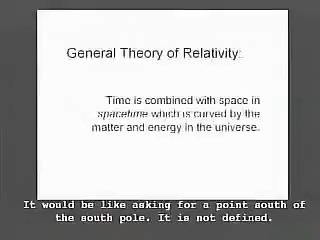 General Theory of Relativity:
Time is combined with space in
spacetime which is curved by the
matter and energy in the universe.
It would be like asking for a point south of
the south pole. It is not defined.